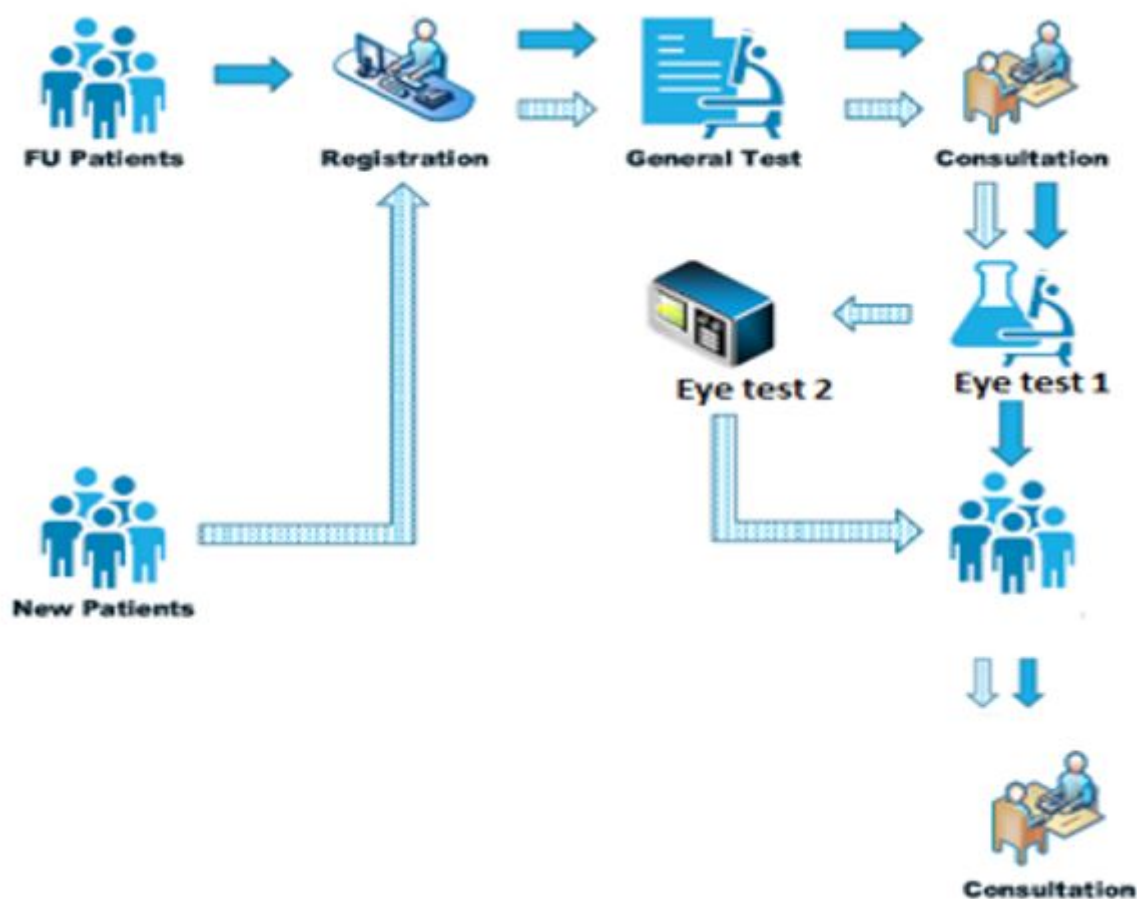 FU Patients
Registration
General Test
Consultation
Eye test 2
Eye test 1
New Patients
Consultation